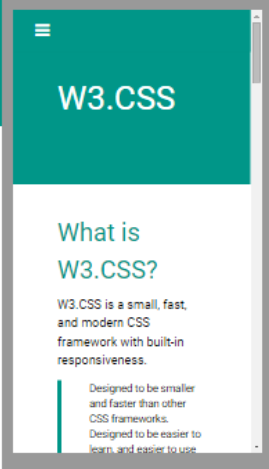 W3.CSS
What is
W3.CSS?
W3.CSS is a small, fast,
and modern CSS
framework with built-in
responsiveness.
Designed to be smaller
and faster than other
CSS frameworks.
Designed to be easier to
learn, and easier to use